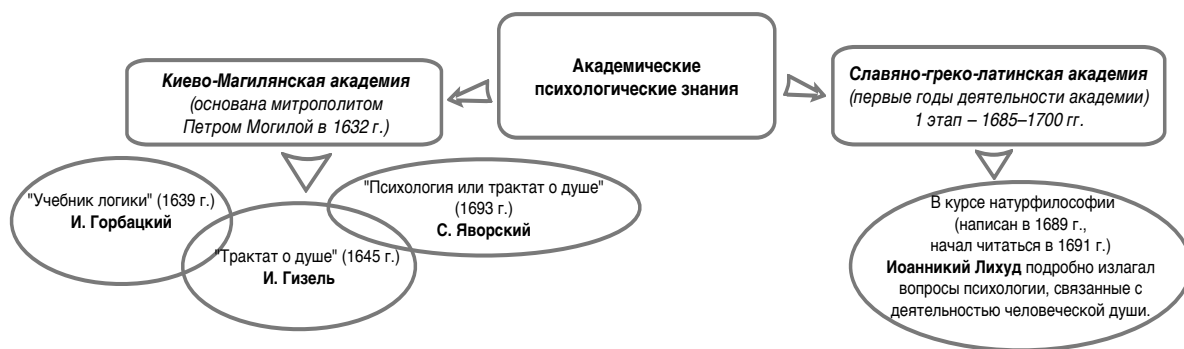 Академические
психологические знания
Киево-Магилянская академия
(основана митрополитом
Петром Могилой в 1632 г.)
Славяно-греко-латинская академия
(первые годы деятельности академии)
1 этап – 1685–1700 гг.
"Учебник логики" (1639 г.)
И. Горбацкий
"Трактат о душе" (1645 г.)
И. Гизель
"Психология или трактат о душе"
(1693 г.)
С. Яворский
В курсе натурфилософии
(написан в 1689 г.,
начал читаться в 1691 г.)
Иоанникий Лихуд подробно излагал
вопросы психологии, связанные с
деятельностью человеческой души.